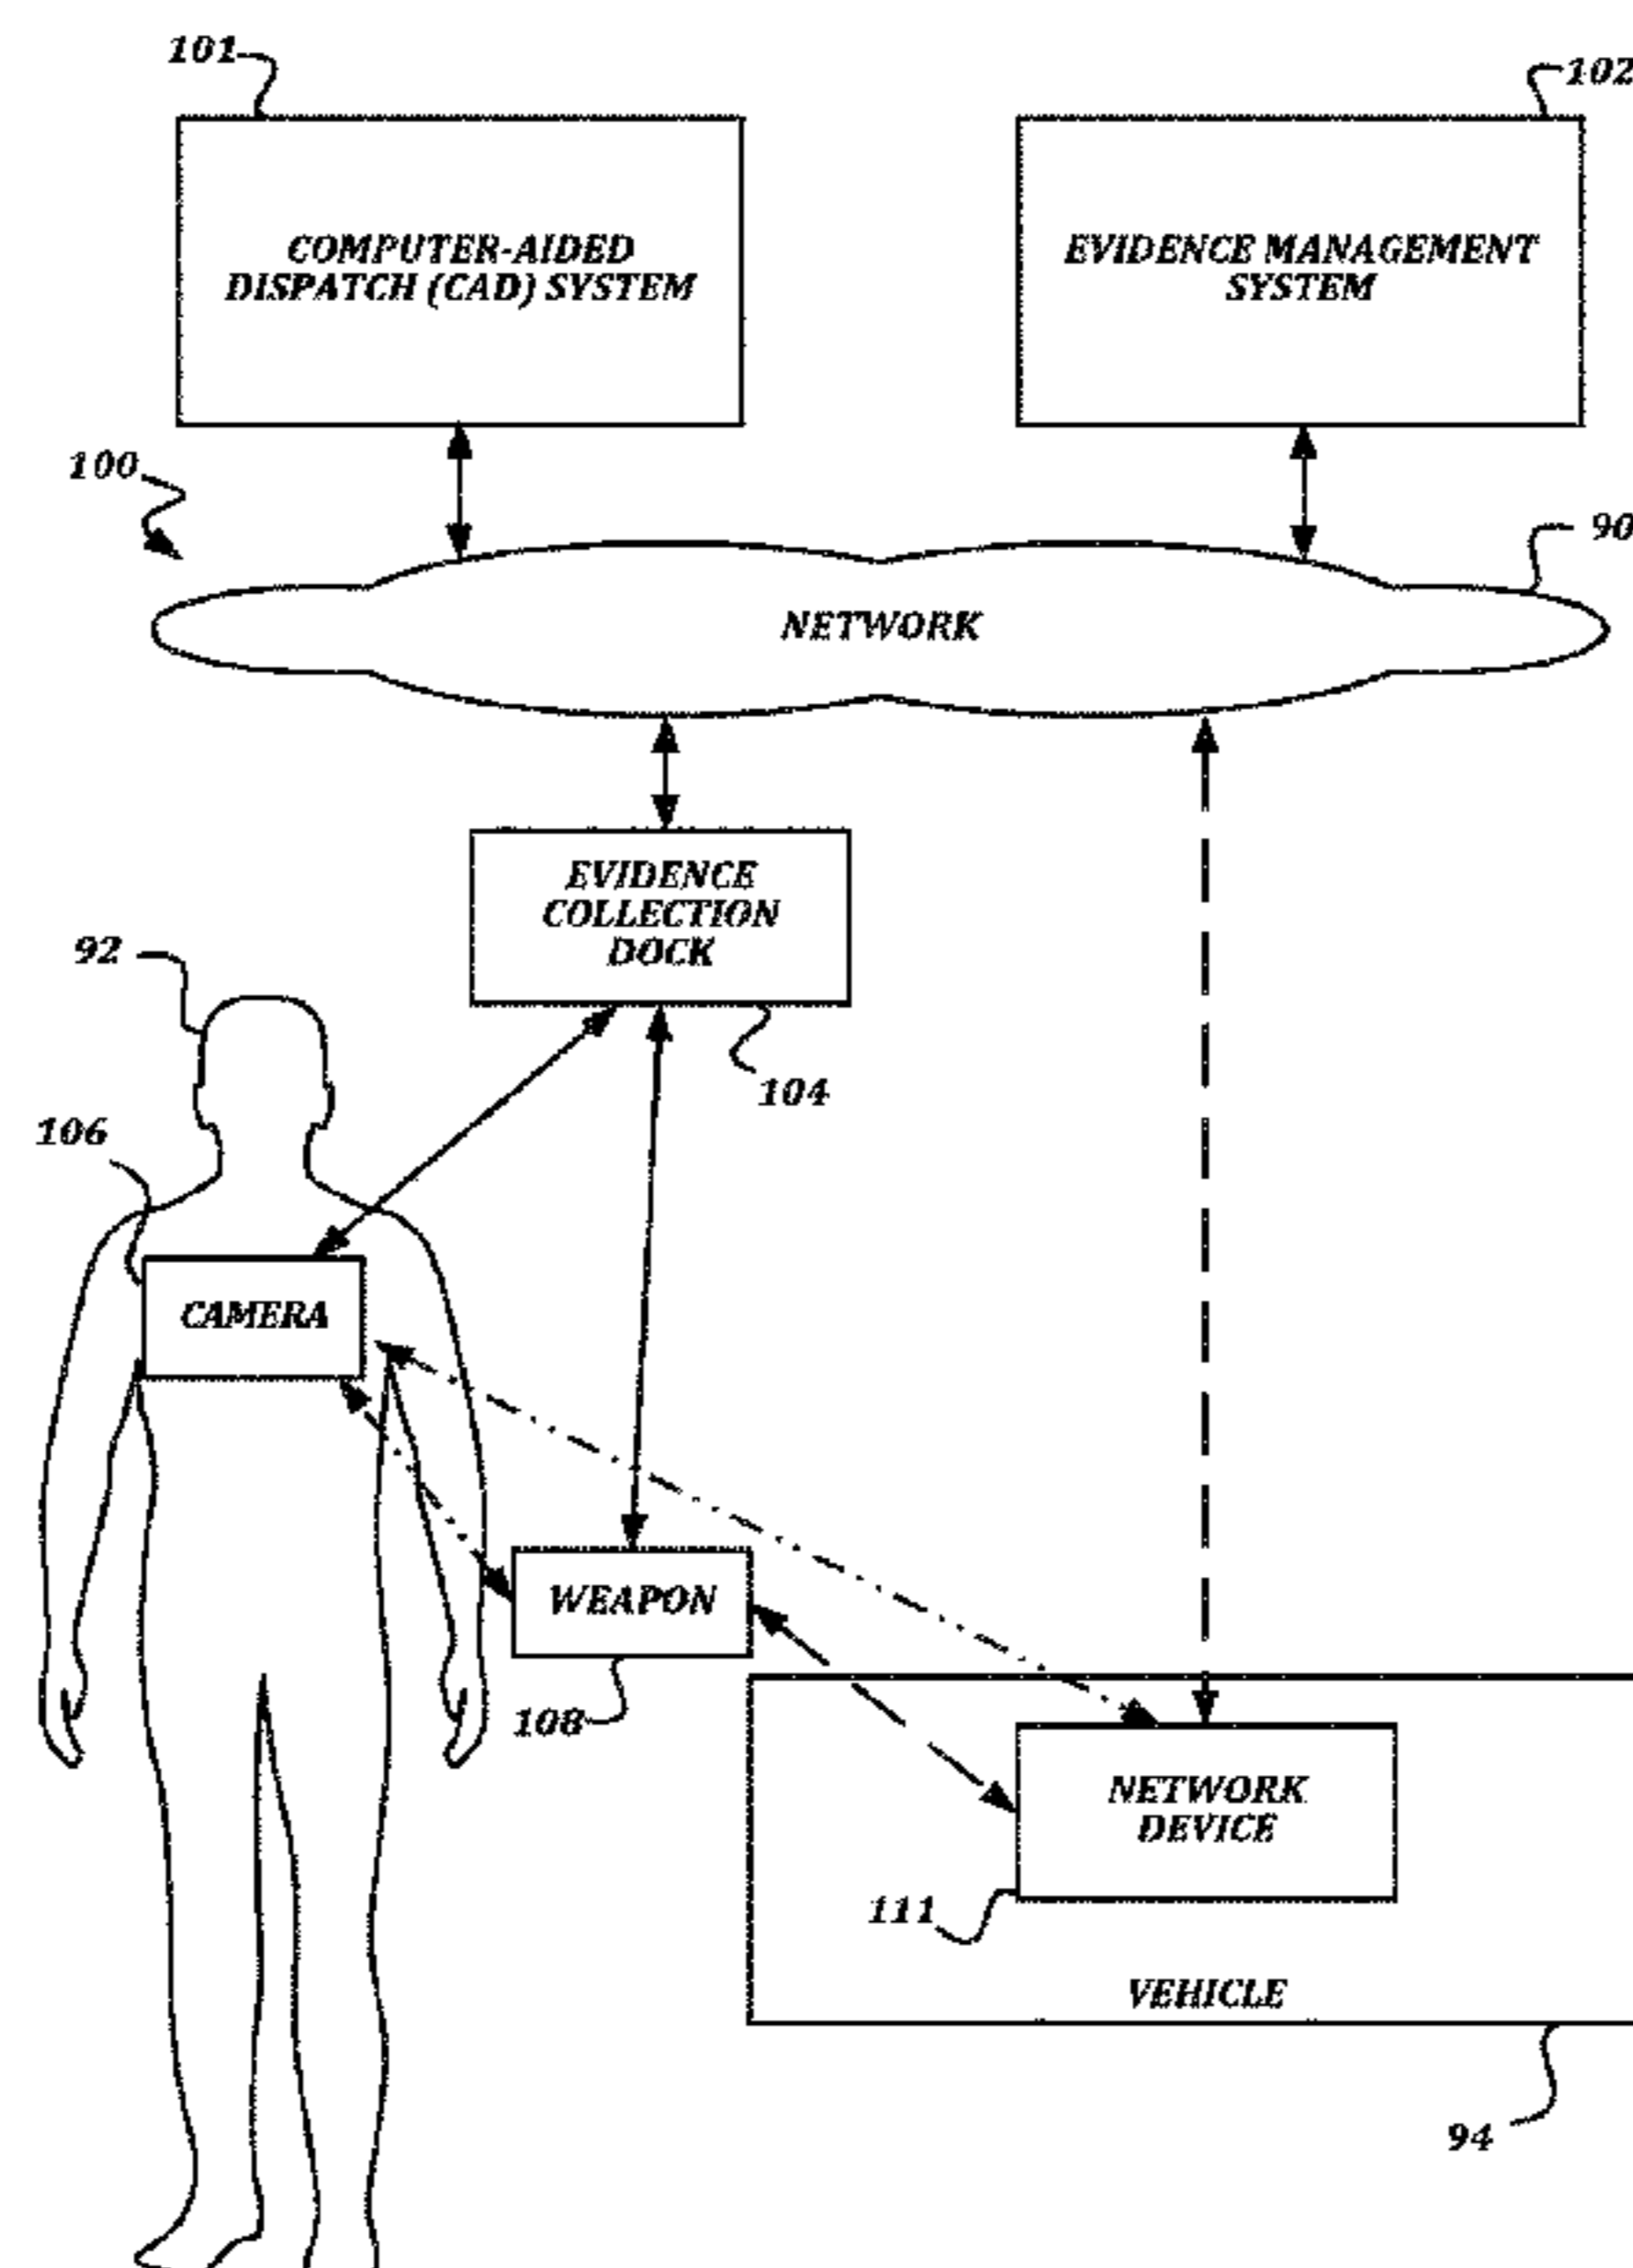 101
102
COMPUTER-AIDED
DISPATCH (CAD) SYSTEM
EVIDENCE MANAGEMENT
SYSTEM
100
90
NETWORK
EVIDENCE
COLLECTION
DOCK
92
104
106
CAMERA
WEAPON
108
NETWORK
DEVICE
111
VEHICLE
94